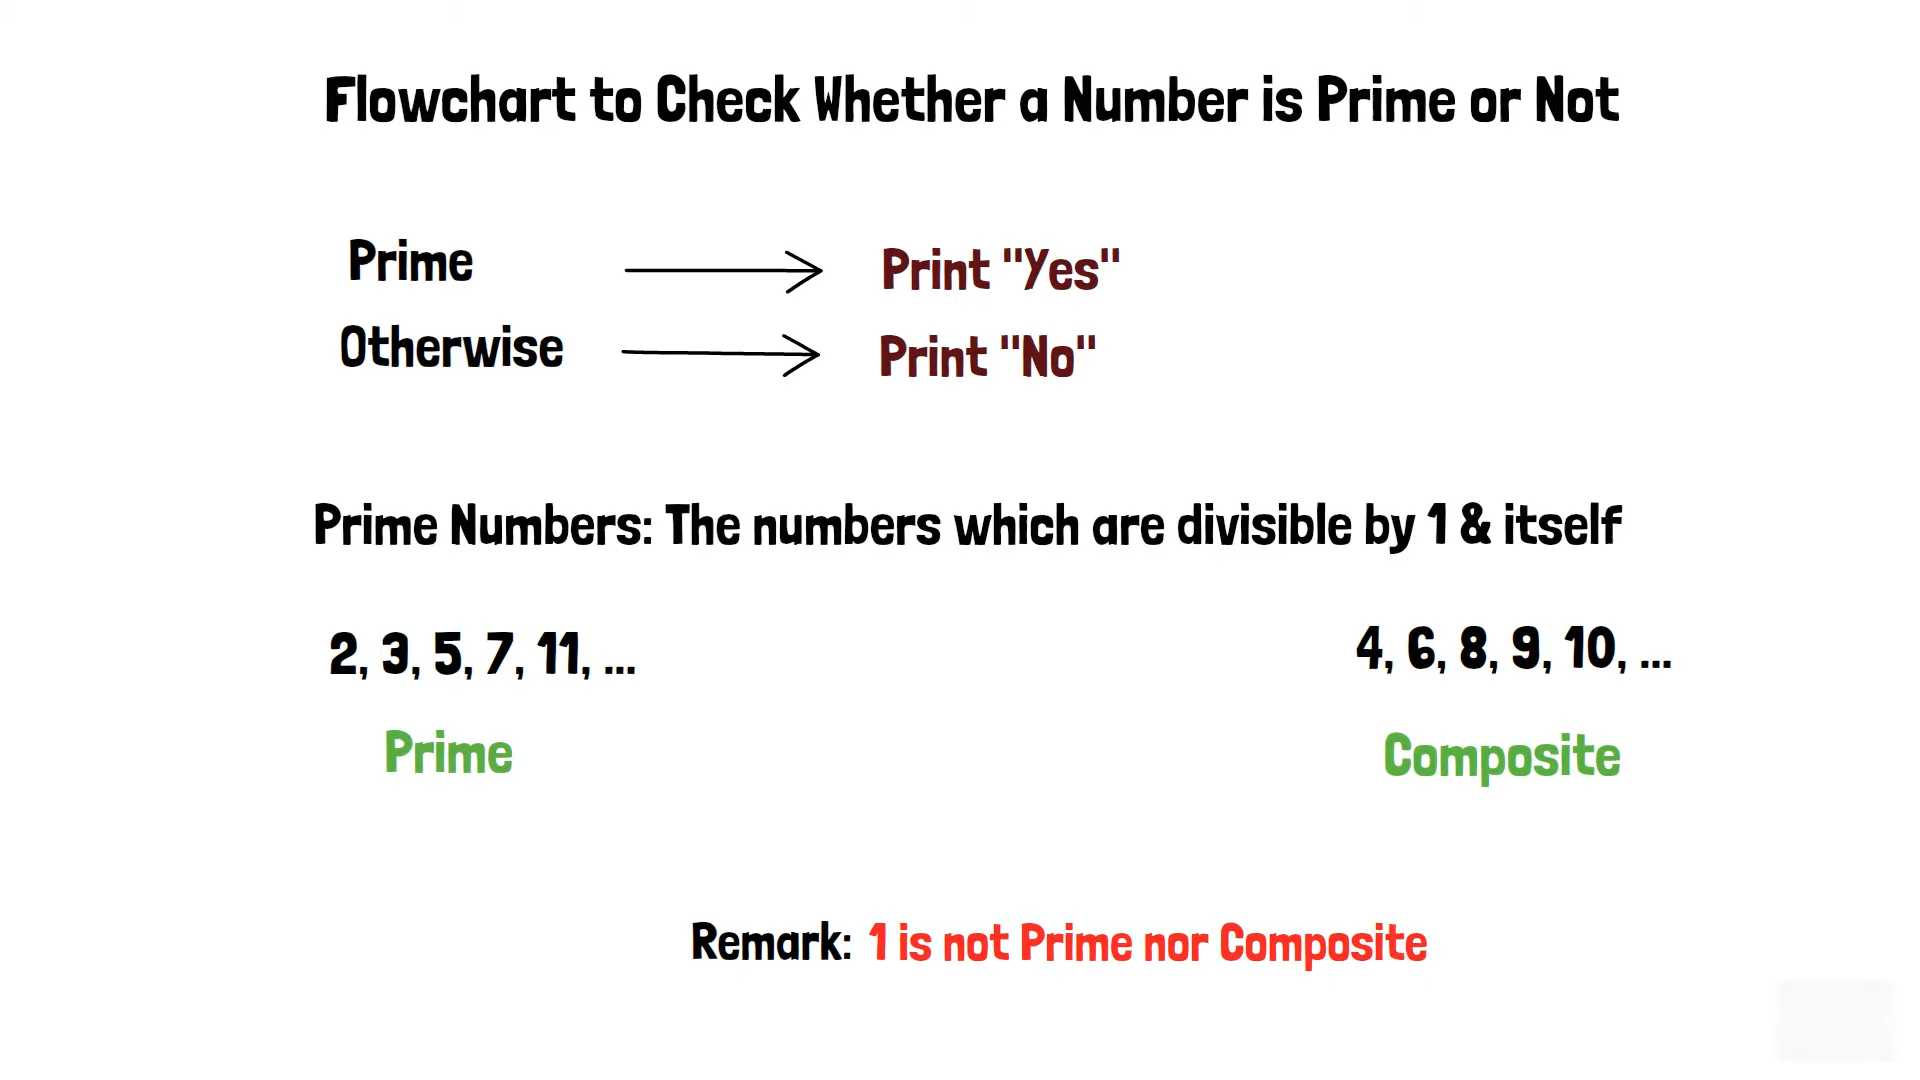 Flowchart to Check Whether a Number is Prime or Not
Prime
Print "Yes"
Otherwise
Print "No"
Prime Numbers: The numbers which are divisible by 1 & itself
2, 3, 5, 7, 11, ...
4, 6, 8, 9, 10, ...
Prime
Composite
Remark: 1 is not Prime nor Composite